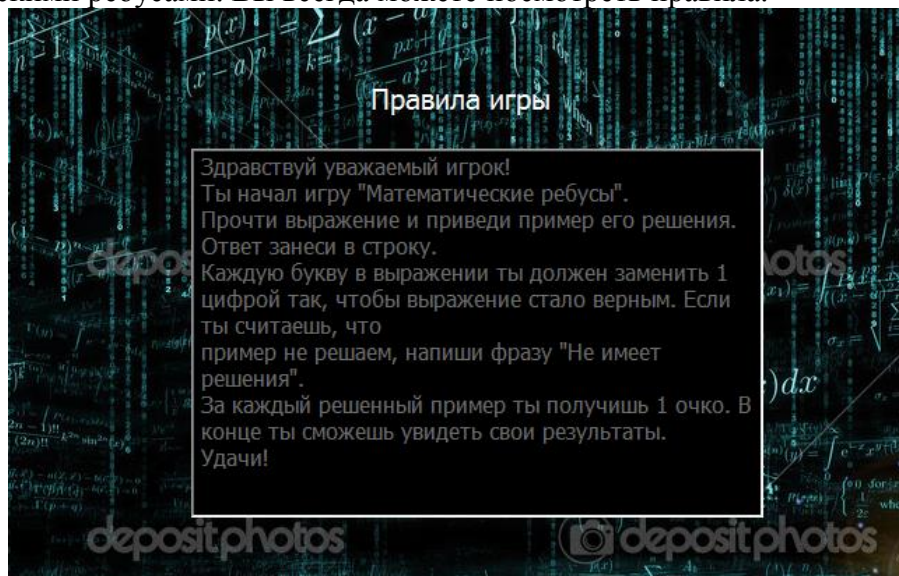 Правила игры
Здравствуй уважаемый игрок!
Ты начал игру "Математические ребусы".
Прочти выражение и приведи пример его решения.
Ответ занеси в строку.
Каждую букву в выражении ты должен заменить 1
цифрой так, чтобы выражение стало верным. Если
ты считаешь, что
пример не решаем, напиши фразу "Не имеет
решения".
За каждый решенный пример ты получишь 1 очко. В
конце ты сможешь увидеть свои результаты.
Удачи!
depositphotos
depositphotos